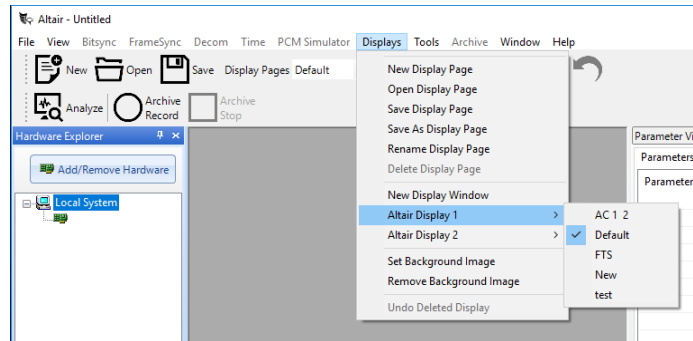 Altair - Untitled
File View Bitsync FrameSync Decom Time PCM Simulator Displays Tools Archive Window Help
New Open Save Display Pages Default
Analyze Archive Record Archive Stop
Hardware Explorer
Add/Remove Hardware
Local System
New Display Page
Open Display Page
Save Display Page
Save As Display Page
Rename Display Page
Delete Display Page
New Display Window
Altair Display 1
Altair Display 2
Set Background Image
Remove Background Image
Undo Deleted Display
AC 1 2
Default
FTS
New
test
Parameter Vi
Parameters
Parameter